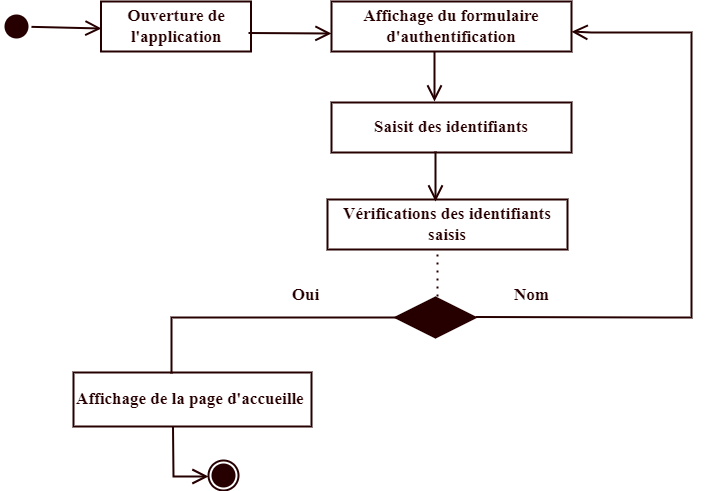 Ouverture de
l'application
Affichage du formulaire
d'authentification
Saisit des identifiants
Vérifications des identifiants
saisis
Oui
Nom
Affichage de la page d'accueille